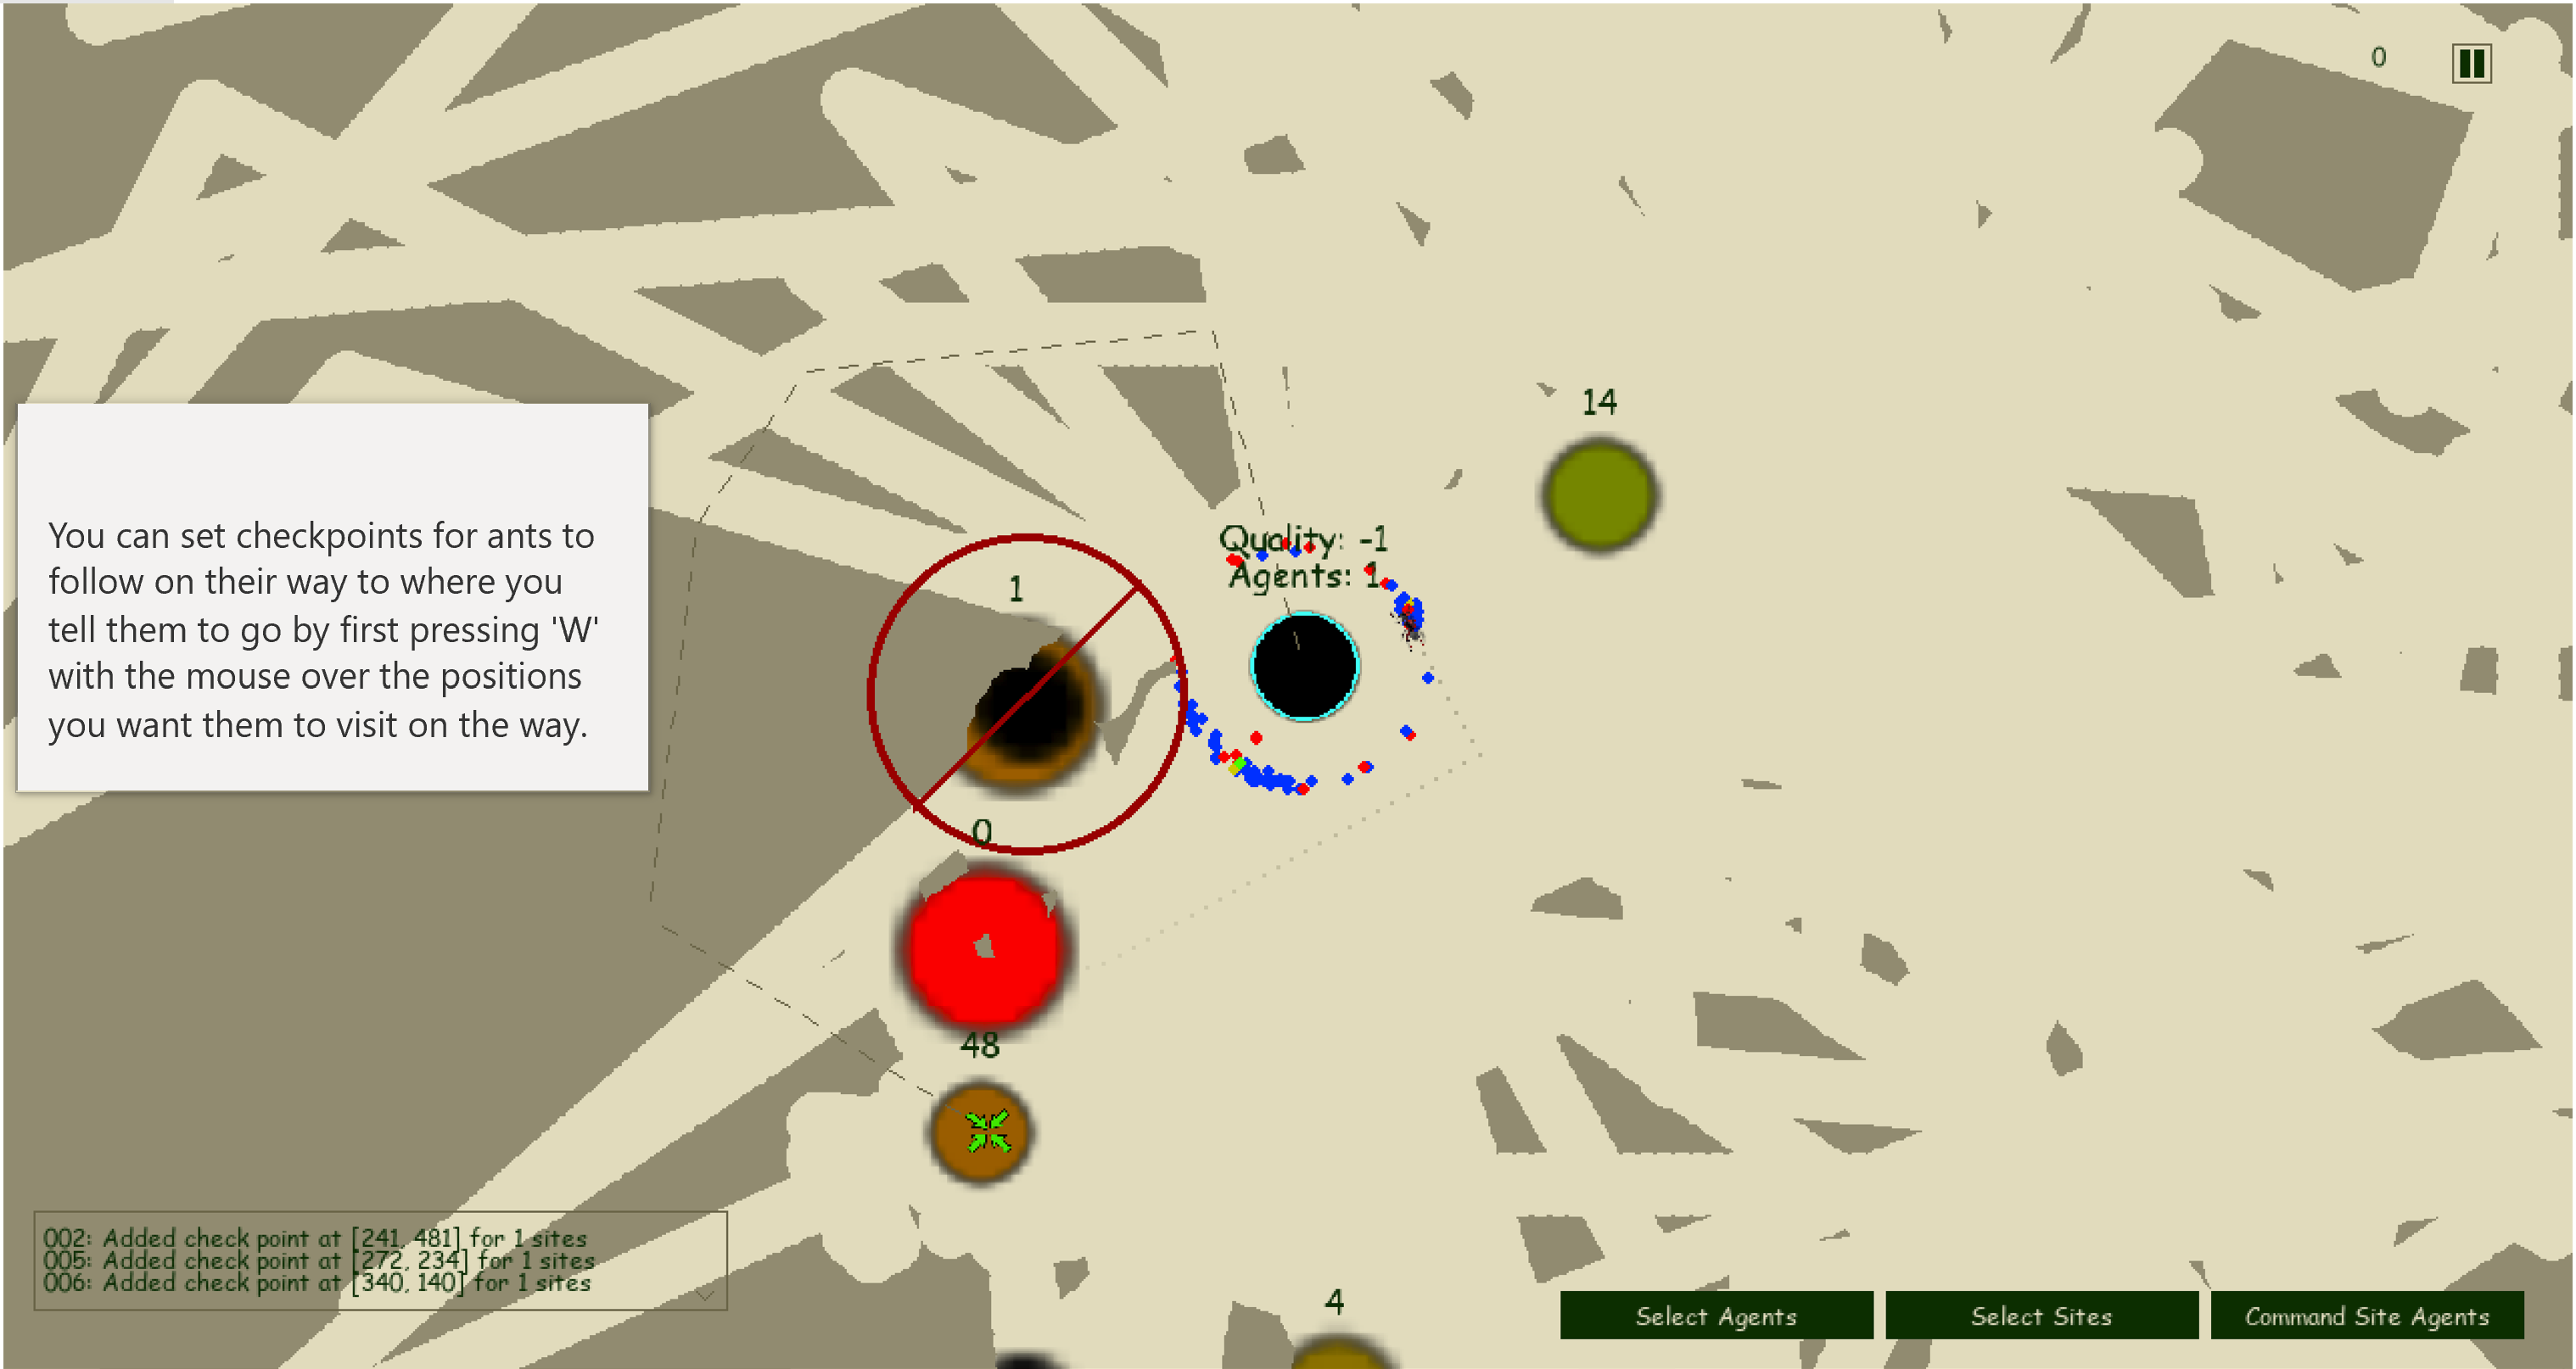 0
14
Quality: -1
Agents: 1
1
You can set checkpoints for ants to
follow on their way to where you
tell them to go by first pressing 'W'
with the mouse over the positions
you want them to visit on the way.
0
48
002: Added check point at [241, 481] for 1 sites
005: Added check point at [272, 234] for 1 sites
006: Added check point at [340, 140] for 1 sites
4
Select Agents
Select Sites
Command Site Agents